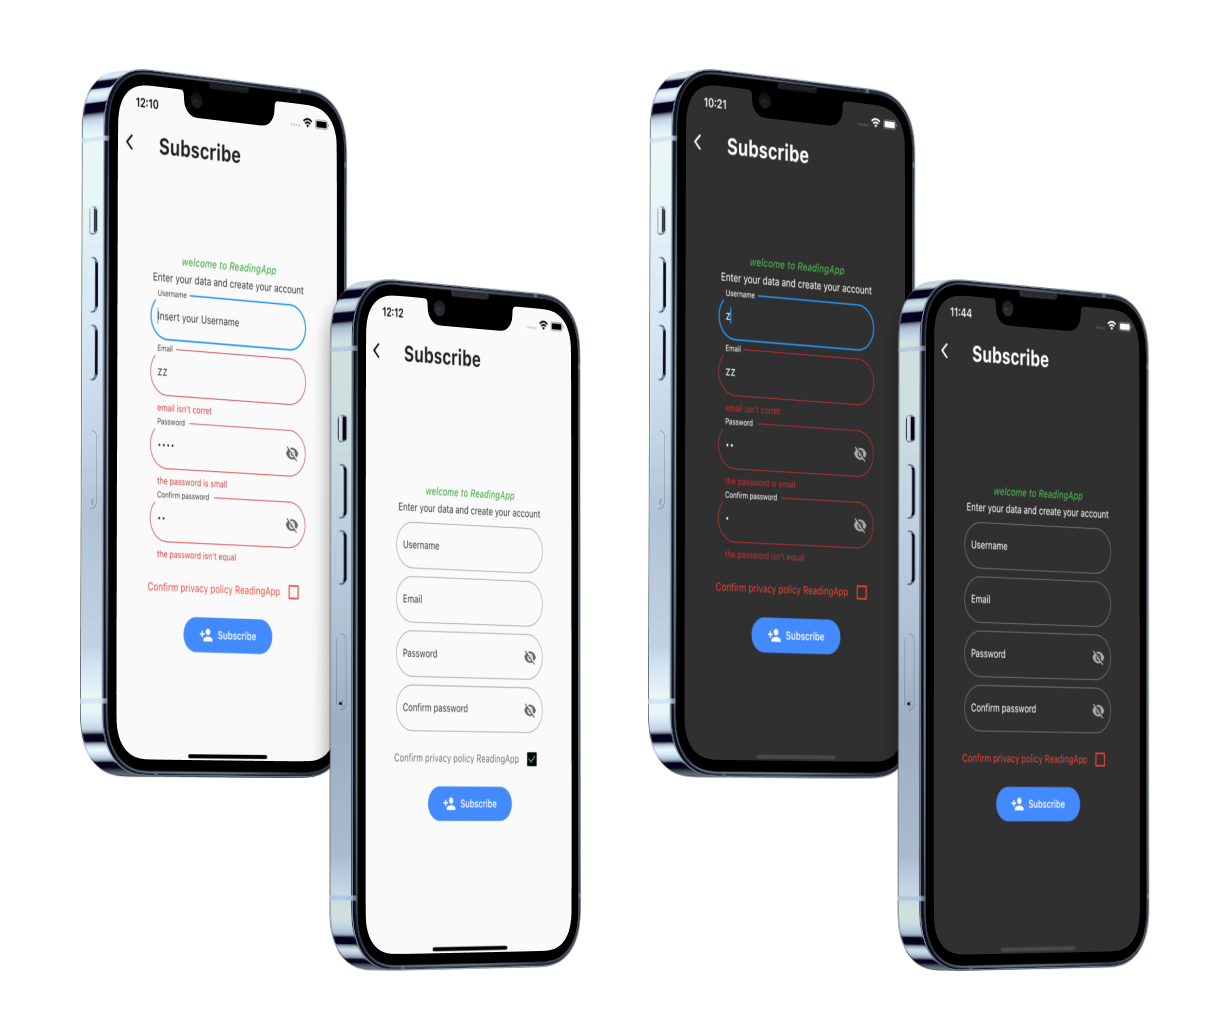 12:10
Subscribe
welcome to ReadingApp
Enter your data and create your account
Username
Insert your Username
Email
zz
email isn't corret
Password
••••
the password is small
Confirm password
••
the password isn't equal
Confirm privacy policy ReadingApp
Subscribe
12:12
Subscribe
welcome to ReadingApp
Enter your data and create your account
Username
Email
Password
Confirm password
Confirm privacy policy ReadingApp
Subscribe
10:21
Subscribe
welcome to ReadingApp
Enter your data and create your account
Username
z
Email
zz
email isn't corret
Password
••
the password is small
Confirm password
•
the password isn't equal
Confirm privacy policy ReadingApp
Subscribe
11:44
Subscribe
welcome to ReadingApp
Enter your data and create your account
Username
Email
Password
Confirm password
Confirm privacy policy ReadingApp
Subscribe